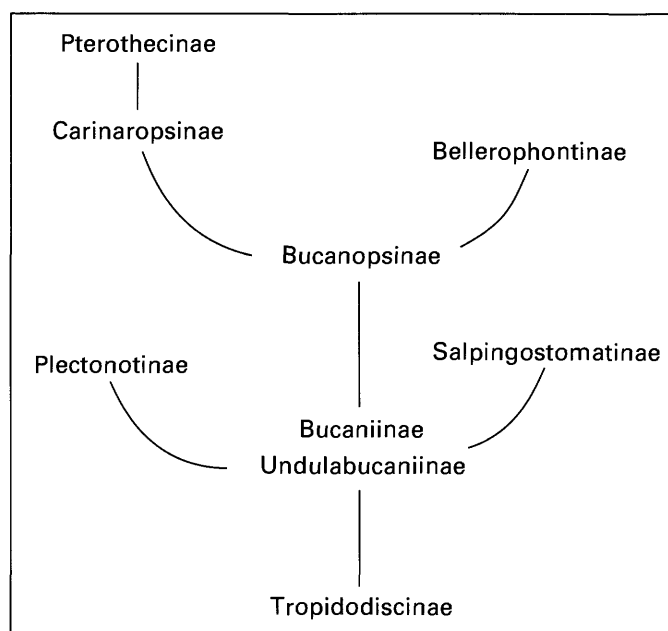 Pterothecinae
Carinaropsinae
Bellerophontinae
Bucanopsinae
Plectonotinae
Salpingostomatinae
Bucaniinae
Undulabucaniinae
Tropidodiscinae